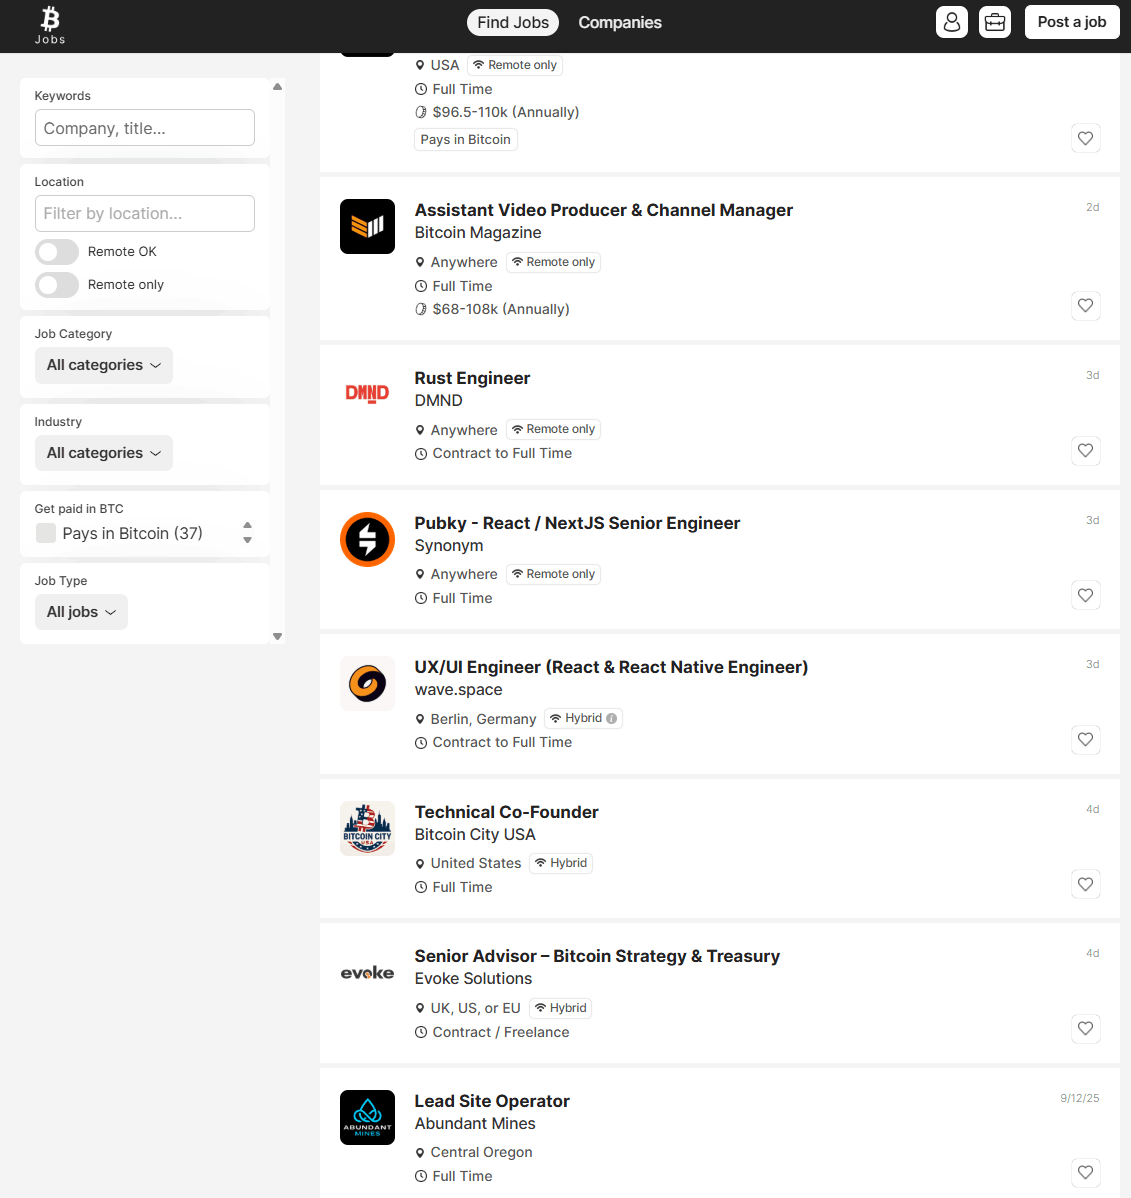 Jobs
Find Jobs
Companies
Post a job
Keywords
Company, title...
Location
Filter by location...
Remote OK
Remote only
Job Category
All categories
Industry
All categories
Get paid in BTC
Pays in Bitcoin (37)
Job Type
All jobs
USA Remote only
Full Time
$96.5-110k (Annually)
Pays in Bitcoin
Assistant Video Producer & Channel Manager 2d
Bitcoin Magazine
Anywhere Remote only
Full Time
$68-108k (Annually)
DMND
Rust Engineer 3d
DMND
Anywhere Remote only
Contract to Full Time
Pubky - React / NextJS Senior Engineer 3d
Synonym
Anywhere Remote only
Full Time
UX/UI Engineer (React & React Native Engineer) 3d
wave.space
Berlin, Germany Hybrid
Contract to Full Time
BITCOIN CITY
USA
Technical Co-Founder 4d
Bitcoin City USA
United States Hybrid
Full Time
evoke
Senior Advisor – Bitcoin Strategy & Treasury 4d
Evoke Solutions
UK, US, or EU Hybrid
Contract / Freelance
ABUNDANT
MINES
Lead Site Operator 9/12/25
Abundant Mines
Central Oregon
Full Time